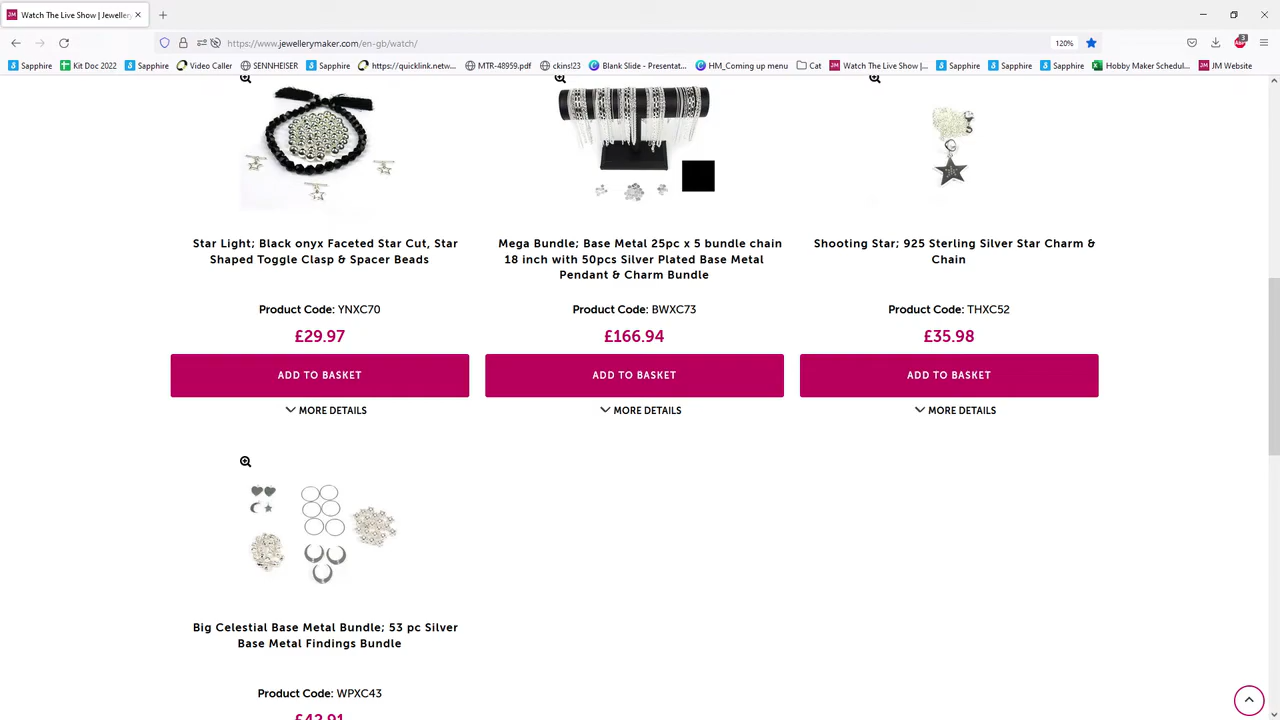 Watch The Live Show | Jewellery
https://www.jewellerymaker.com/en-gb/watch/
120%
3
Sapphire
Kit Doc 2022
Sapphire
Video Caller
SENNHEISER
Sapphire
https://quicklink.netw...
MTR-48959.pdf
ckins!23
Blank Slide - Presentat...
HM_Coming up menu
Cat
Watch The Live Show |...
Sapphire
Sapphire
Sapphire
Hobby Maker Schedul...
JM Website
Star Light; Black onyx Faceted Star Cut, Star
Shaped Toggle Clasp & Spacer Beads
Product Code: YNXC70
£29.97
ADD TO BASKET
MORE DETAILS
Mega Bundle; Base Metal 25pc x 5 bundle chain
18 inch with 50pcs Silver Plated Base Metal
Pendant & Charm Bundle
Product Code: BWXC73
£166.94
ADD TO BASKET
MORE DETAILS
Shooting Star; 925 Sterling Silver Star Charm &
Chain
Product Code: THXC52
£35.98
ADD TO BASKET
MORE DETAILS
Big Celestial Base Metal Bundle; 53 pc Silver
Base Metal Findings Bundle
Product Code: WPXC43
£42.91